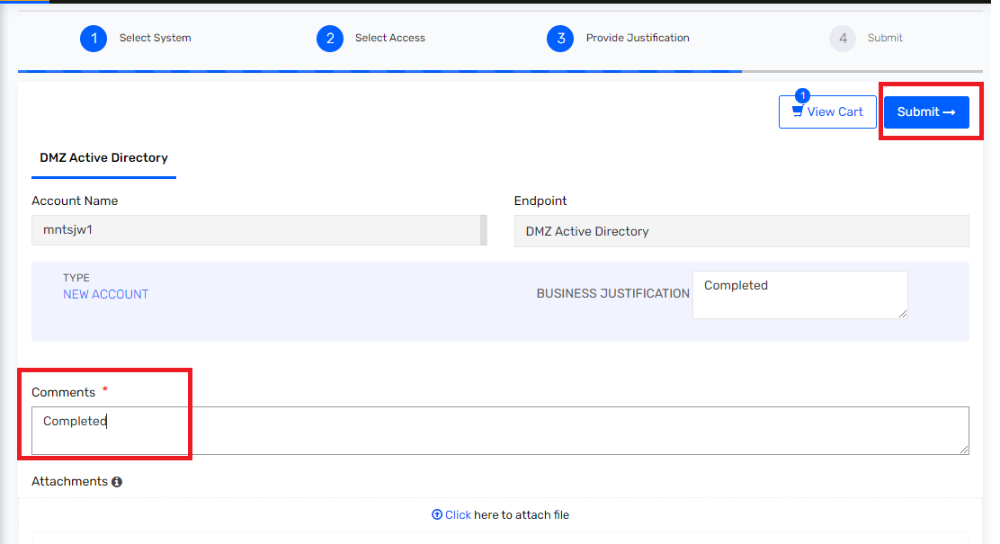 1 Select System 2 Select Access 3 Provide Justification 4 Submit
1
View Cart Submit →
DMZ Active Directory
Account Name Endpoint
mntsjw1 DMZ Active Directory
TYPE
NEW ACCOUNT
BUSINESS JUSTIFICATION Completed
Comments *
Completed
Attachments
Click here to attach file